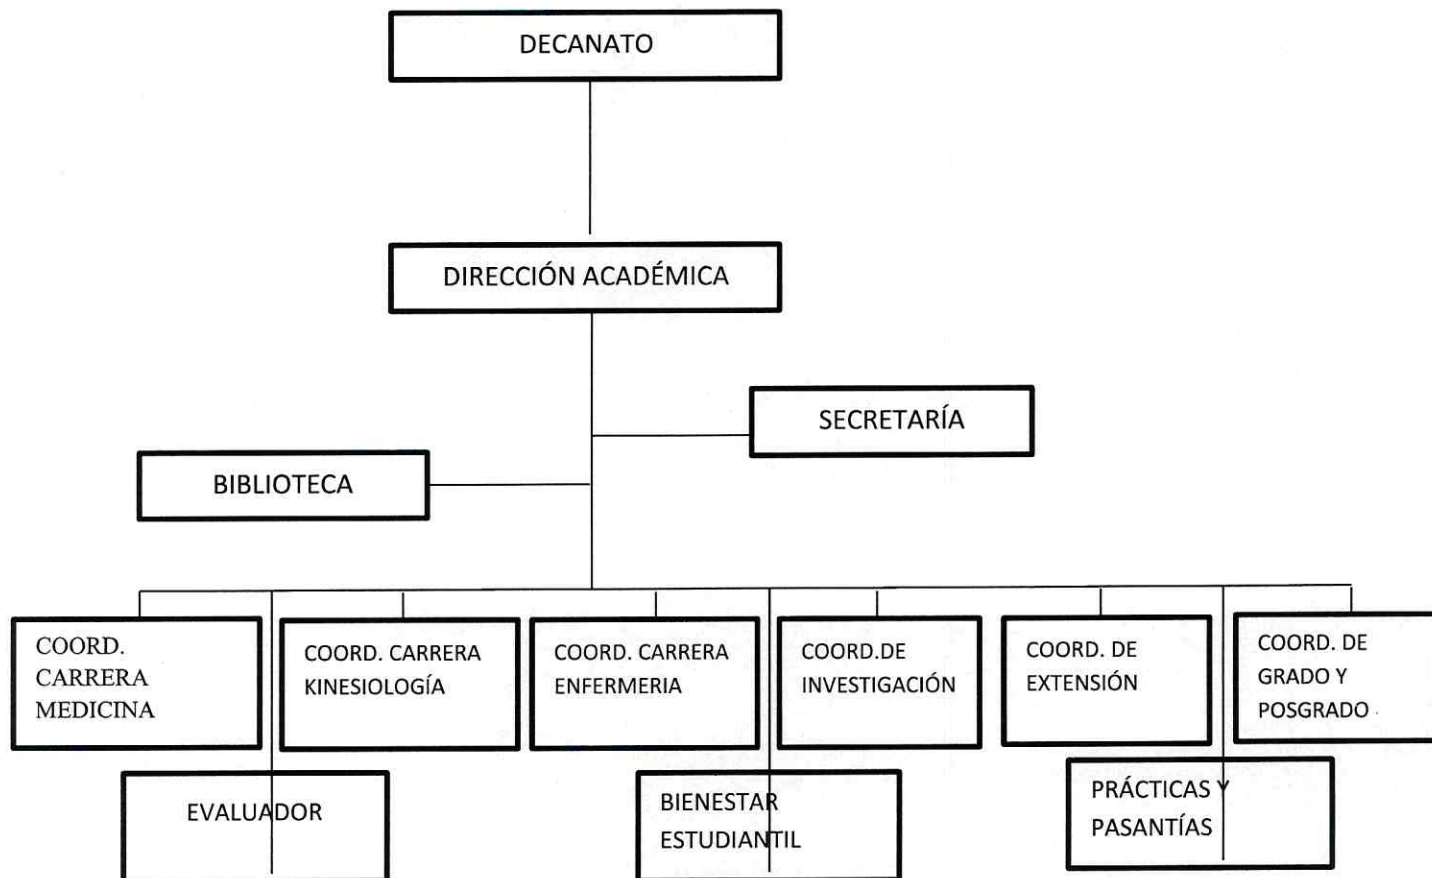 DECANATO
DIRECCIÓN ACADÉMICA
SECRETARÍA
BIBLIOTECA
COORD.
CARRERA
MEDICINA
COORD. CARRERA
KINESIOLOGÍA
COORD. CARRERA
ENFERMERIA
COORD.DE
INVESTIGACIÓN
COORD. DE
EXTENSIÓN
COORD. DE
GRADO Y
POSGRADO
EVALUADOR
BIENESTAR
ESTUDIANTIL
PRÁCTICAS Y
PASANTÍAS